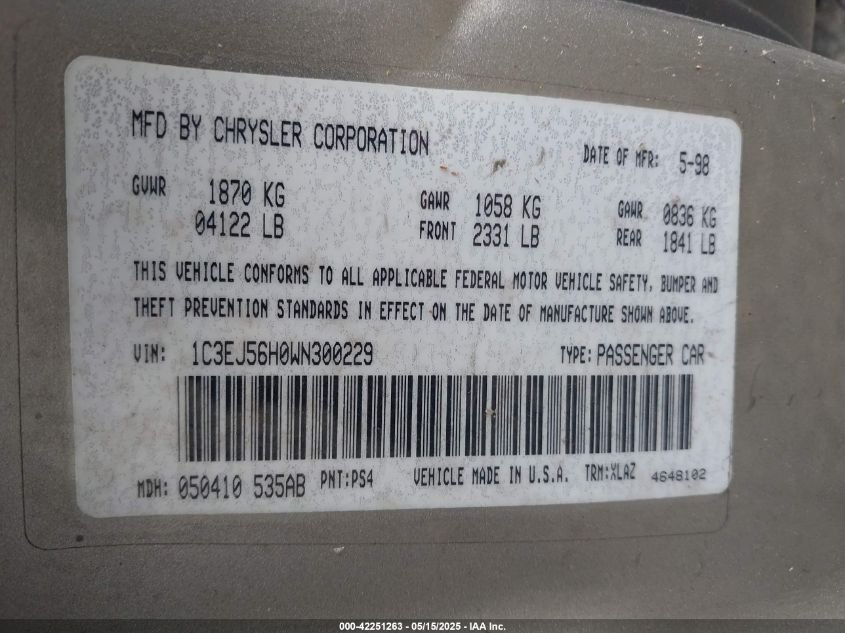 MFD BY CHRYSLER CORPORATION DATE OF MFR: 5-98
GVWR 1870 KG GAWR 1058 KG GAWR 0836 KG
04122 LB FRONT 2331 LB REAR 1841 LB
THIS VEHICLE CONFORMS TO ALL APPLICABLE FEDERAL MOTOR VEHICLE SAFETY, BUMPER AND
THEFT PREVENTION STANDARDS IN EFFECT ON THE DATE OF MANUFACTURE SHOWN ABOVE.
VIN: 1C3EJ56H0WN300229 TYPE: PASSENGER CAR
MDH: 050410 535AB PNT:PS4 VEHICLE MADE IN U.S.A. TRM:XLAZ 4648102
000-42251263 - 05/15/2025 - IAA Inc.